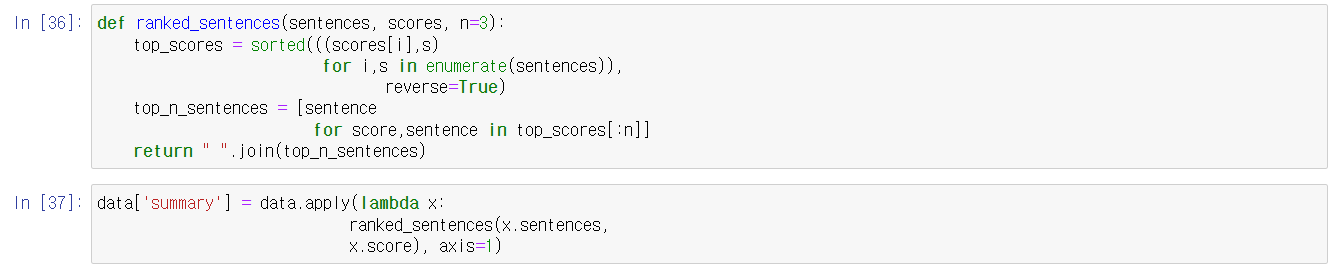 In [36]: def ranked_sentences(sentences, scores, n=3):
    top_scores = sorted(((scores[i],s)
                         for i,s in enumerate(sentences)),
                                reverse=True)
    top_n_sentences = [sentence
                        for score,sentence in top_scores[:n]]
    return " ".join(top_n_sentences)
In [37]: data['summary'] = data.apply(lambda x:
                            ranked_sentences(x.sentences,
                            x.score), axis=1)